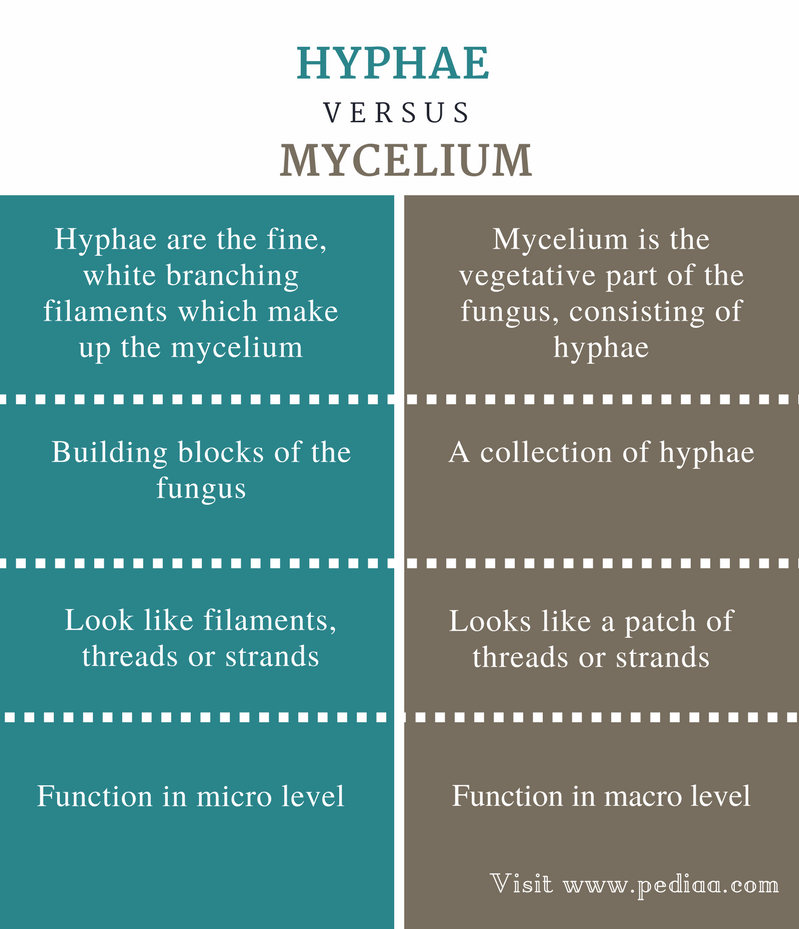 HYPHAE
VERSUS
MYCELIUM
Hyphae are the fine,
white branching
filaments which make
up the mycelium
Mycelium is the
vegetative part of the
fungus, consisting of
hyphae
Building blocks of the
fungus
A collection of hyphae
Look like filaments,
threads or strands
Looks like a patch of
threads or strands
Function in micro level
Function in macro level
Visit www.pediaa.com